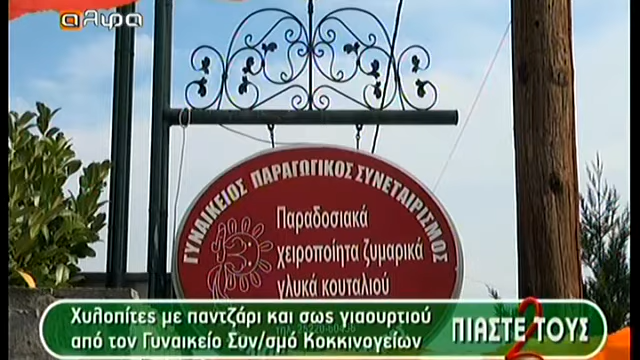 αλφα
ΓΥΝΑΙΚΕΙΟΣ ΠΑΡΑΓΩΓΙΚΟΣ ΣΥΝΕΤΑΙΡΙΣΜΟΣ
Παραδοσιακά
χειροποίητα ζυμαρικά
γλυκά κουταλιού
Χυλοπίτες με παντζάρι και σως γιαουρτιού
από τον Γυναικείο Συν/σμό Κοκκινογείων
ΠΙΑΣΤΕ 2 ΤΟΥΣ